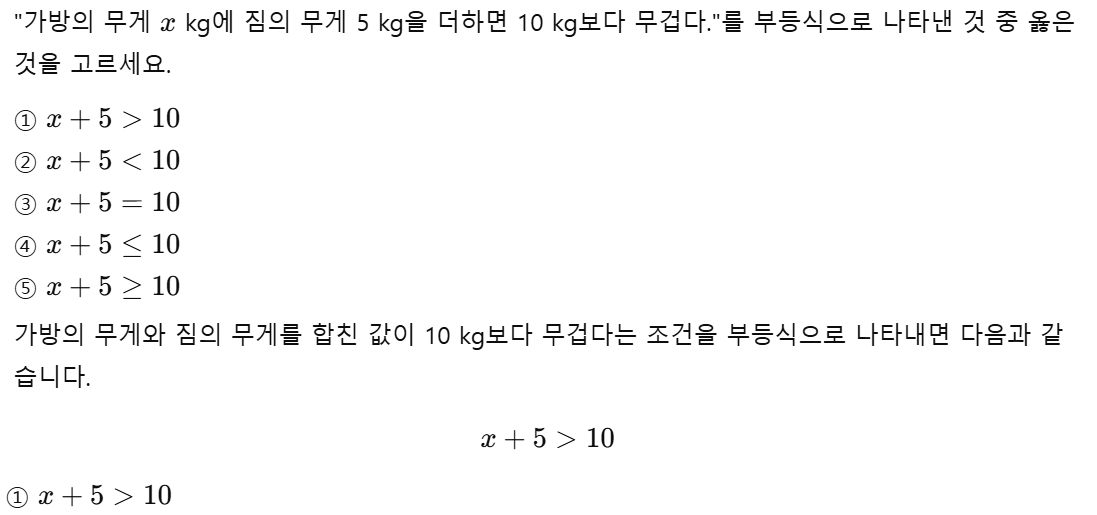 "가방의 무게 x kg에 짐의 무게 5 kg을 더하면 10 kg보다 무겁다."를 부등식으로 나타낸 것 중 옳은
것을 고르세요.
① x + 5 > 10
② x + 5 < 10
③ x + 5 = 10
④ x + 5 ≤ 10
⑤ x + 5 ≥ 10
가방의 무게와 짐의 무게를 합친 값이 10 kg보다 무겁다는 조건을 부등식으로 나타내면 다음과 같
습니다.
x + 5 > 10
① x + 5 > 10